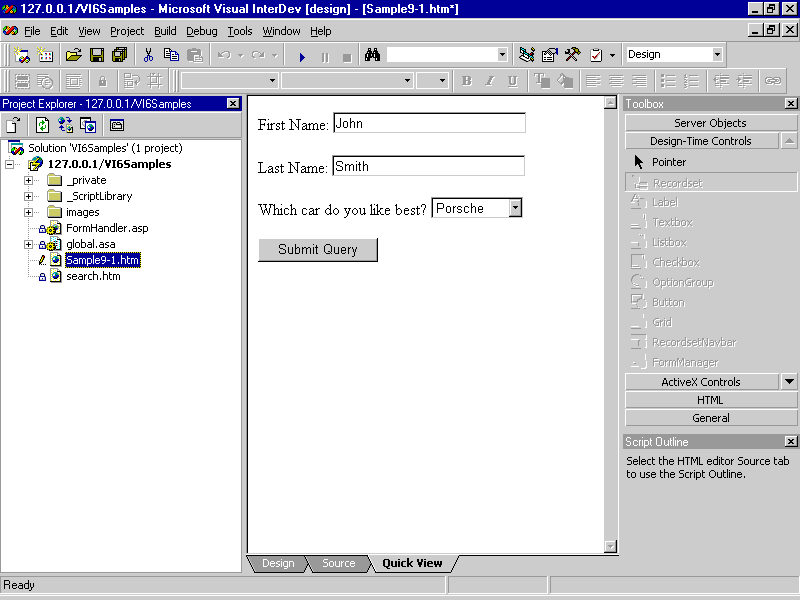 127.0.0.1/VI6Samples - Microsoft Visual InterDev [design] - [Sample9-1.htm*]
File Edit View Project Build Debug Tools Window Help
Design
B I U
Project Explorer - 127.0.0.1/VI6Samples
Solution 'VI6Samples' (1 project)
127.0.0.1/VI6Samples
_private
_ScriptLibrary
images
FormHandler.asp
global.asa
Sample9-1.htm
search.htm
First Name: John
Last Name: Smith
Which car do you like best? Porsche
Submit Query
Design Source Quick View
Toolbox
Server Objects
Design-Time Controls
Pointer
Recordset
Label
Textbox
Listbox
Checkbox
OptionGroup
Button
Grid
RecordsetNavbar
FormManager
ActiveX Controls
HTML
General
Script Outline
Select the HTML editor Source tab
to use the Script Outline.
Ready